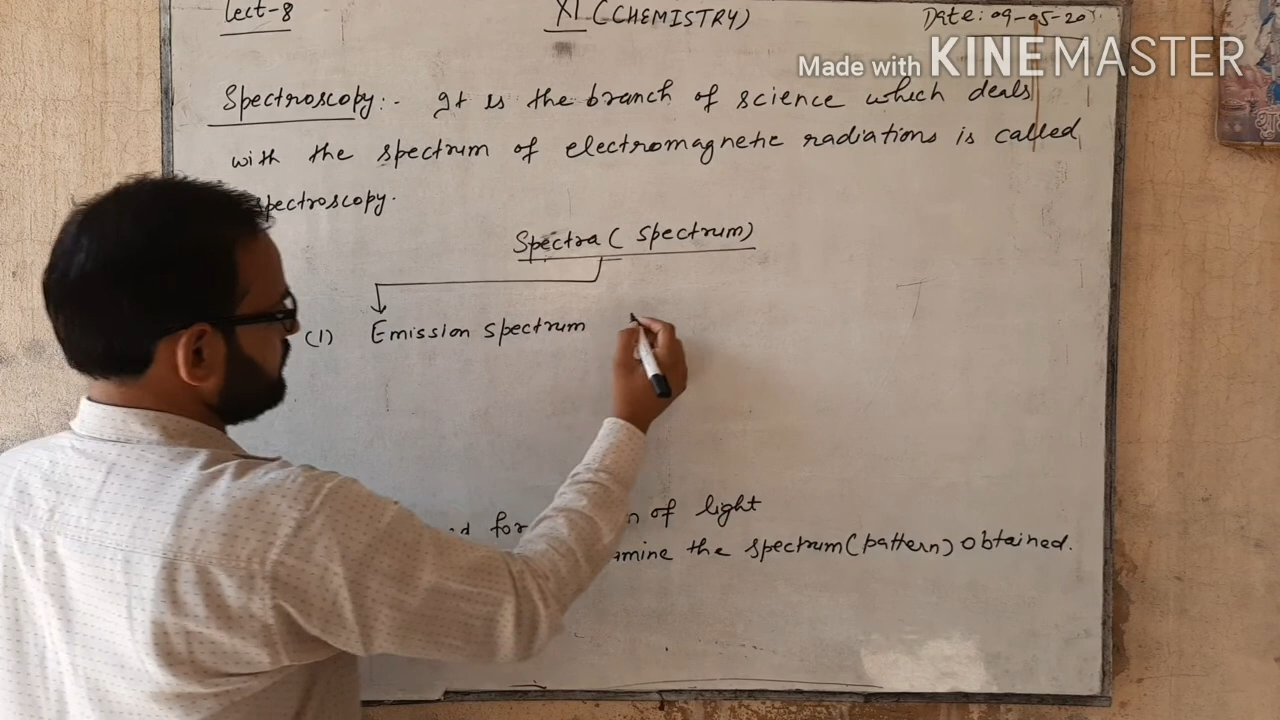 Lect-8
XI (CHEMISTRY)
Date: 09-05-20
Made with KINEMASTER
Spectroscopy:- It is the branch of science which deals
with the spectrum of electromagnetic radiations is called
spectroscopy.
Spectra (Spectrum)
(1) Emission spectrum
for of light
the spectrum (pattern) obtained.